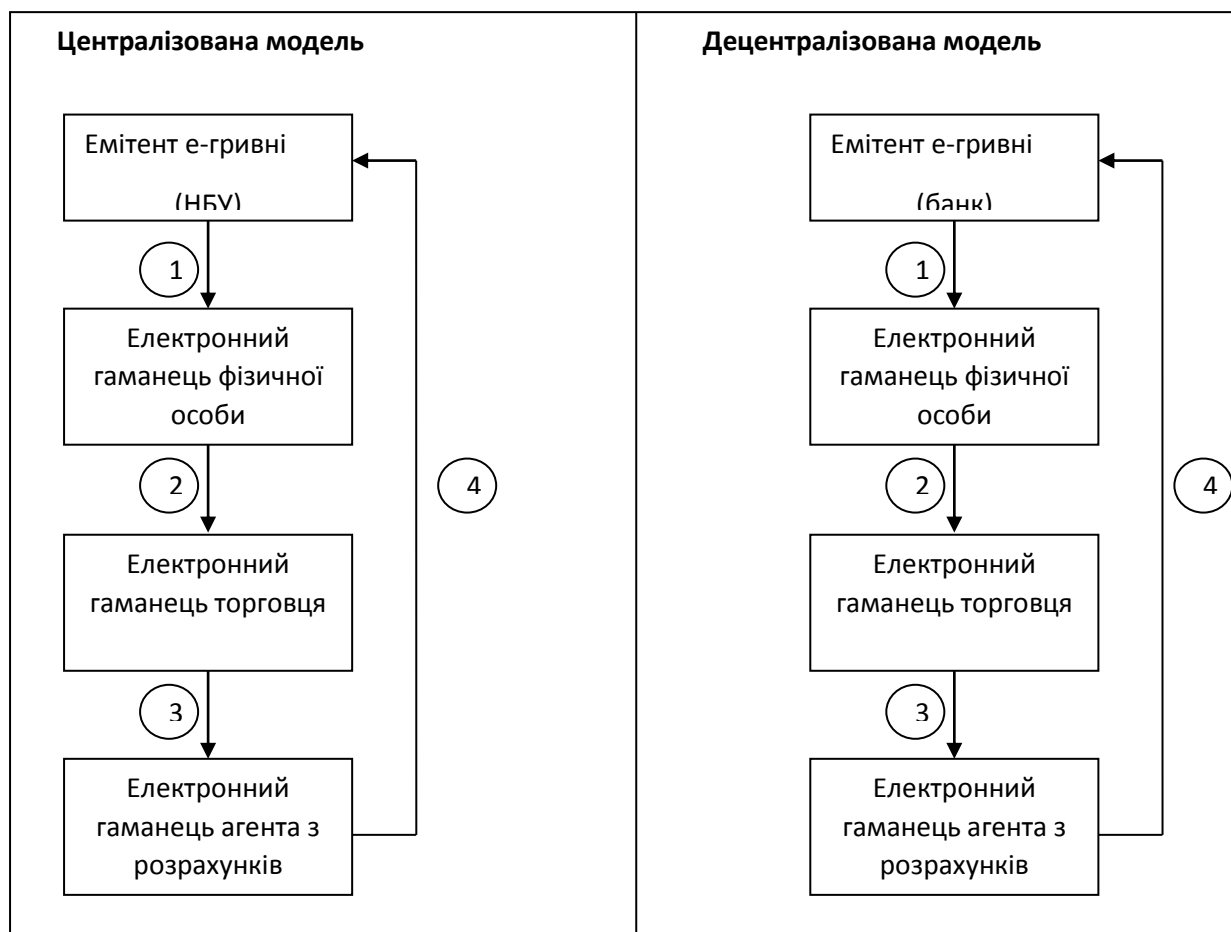 Централізована модель
Емітент е-гривні
(НБУ)
1
Електронний
гаманець фізичної
особи
2
4
Електронний
гаманець торговця
3
Електронний
гаманець агента з
розрахунків
Децентралізована модель
Емітент е-гривні
(банк)
1
Електронний
гаманець фізичної
особи
2
4
Електронний
гаманець торговця
3
Електронний
гаманець агента з
розрахунків